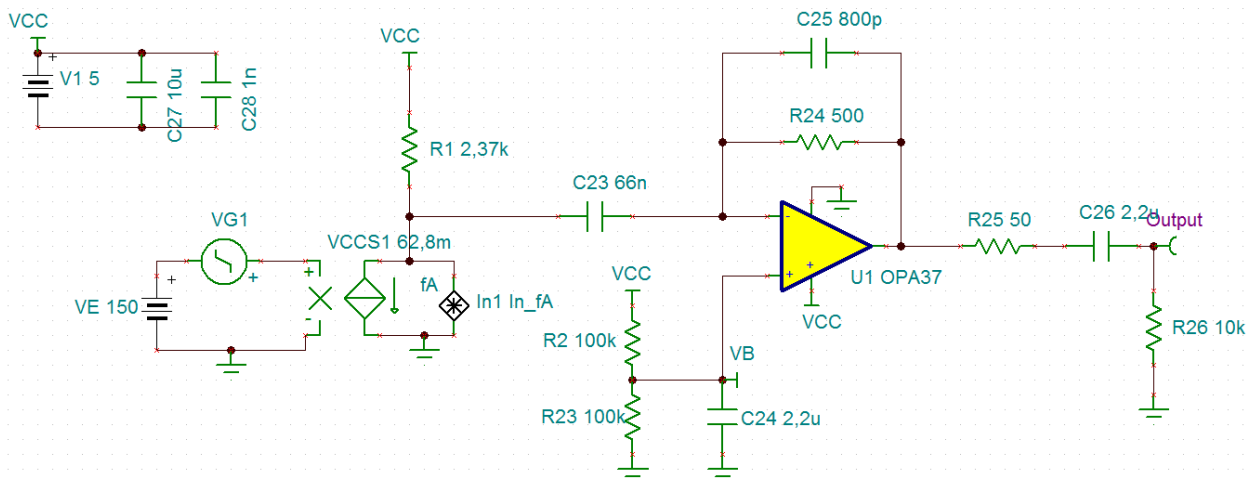 VCC
V1 5
C27 10u
C28 1n
VCC
R1 2,37k
C25 800p
R24 500
C23 66n
VG1
VE 150
+
+
-
+
VCCS1 62,8m
fA
In1 In_fA
-
+
+
U1 OPA37
VCC
R25 50
C26 2,2u
Output
R26 10k
VCC
R2 100k
VB
R23 100k
C24 2,2u
+